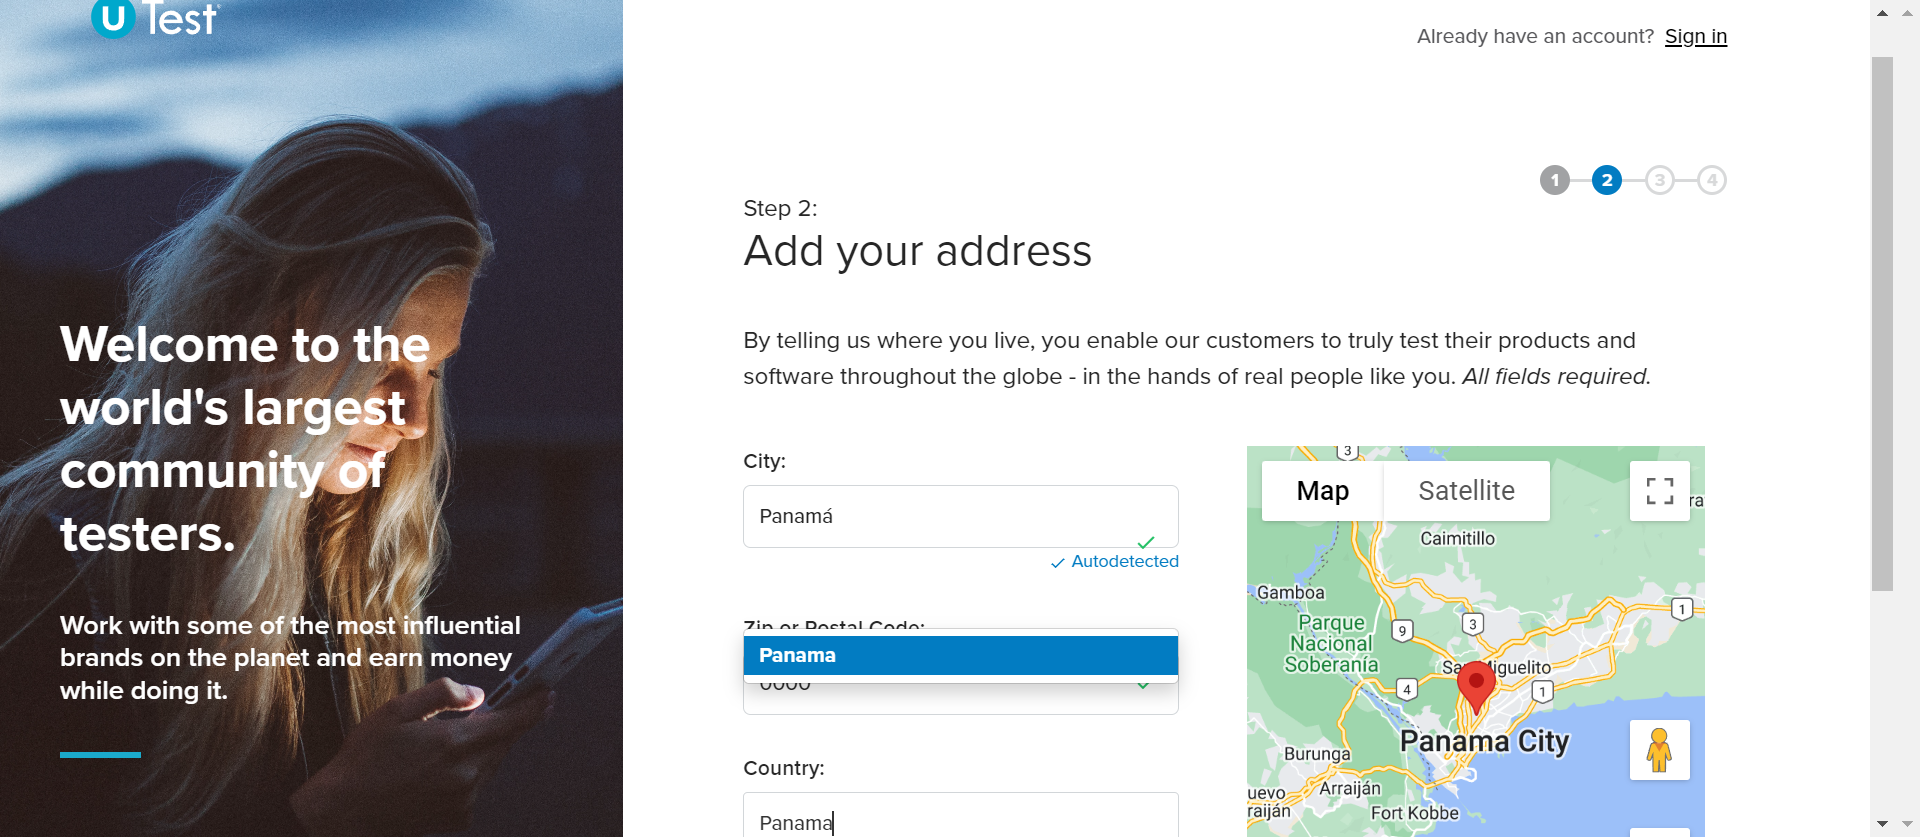 U Test
Already have an account? Sign in
1 2 3 4
Step 2:
Add your address
By telling us where you live, you enable our customers to truly test their products and
software throughout the globe - in the hands of real people like you. All fields required.
Welcome to the
world's largest
community of
testers.
Work with some of the most influential
brands on the planet and earn money
while doing it.
City:
Panamá
Autodetected
Zip or Postal Code:
Panama
Country:
Panama
3
Map
Satellite
Caimitillo
Gamboa
1
Parque
Nacional
Soberanía
9
3
San Miguelito
4
1
Panama City
Burunga
Arraiján
uevo
raiján
Fort Kobbe